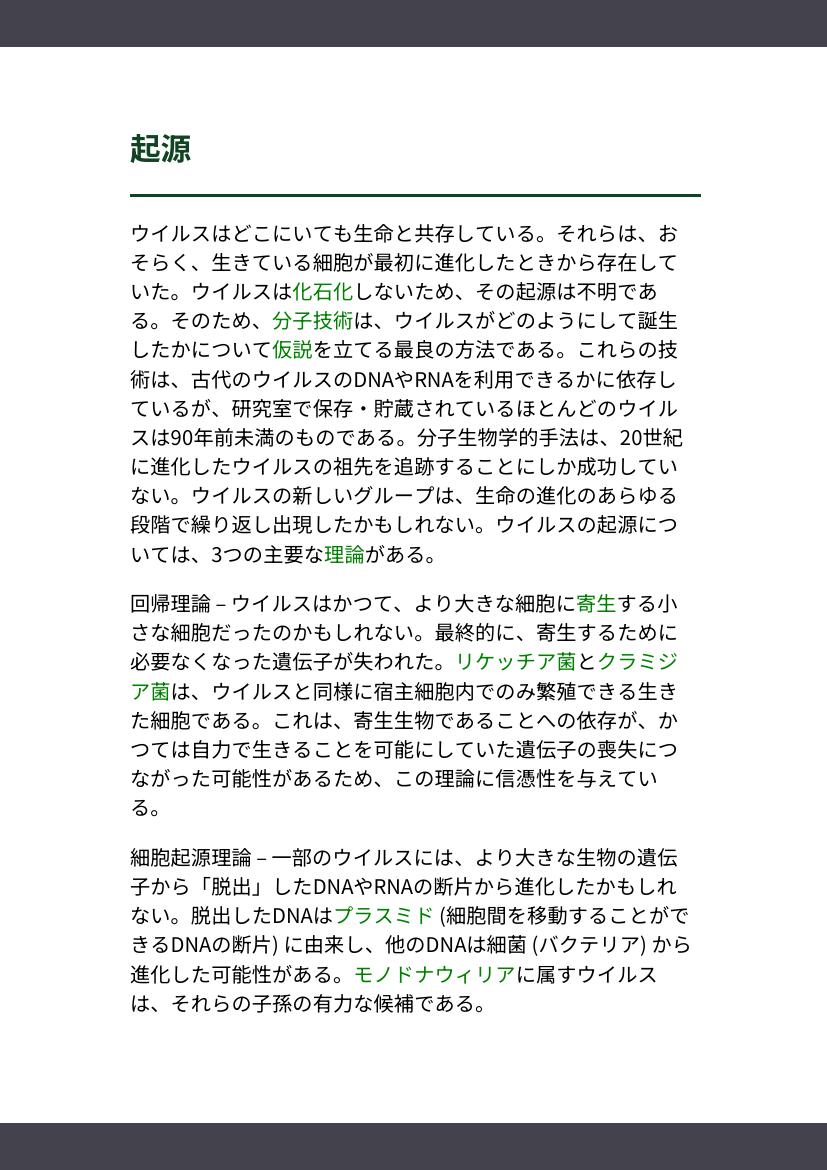 起源
ウイルスはどこにいても生命と共存している。それらは、お
そらく、生きている細胞が最初に進化したときから存在して
いた。ウイルスは化石化しないため、その起源は不明であ
る。そのため、分子技術は、ウイルスがどのようにして誕生
したかについて仮説を立てる最良の方法である。これらの技
術は、古代のウイルスのDNAやRNAを利用できるかに依存し
ているが、研究室で保存・貯蔵されているほとんどのウイル
スは90年前未満のものである。分子生物学的手法は、20世紀
に進化したウイルスの祖先を追跡することにしか成功してい
ない。ウイルスの新しいグループは、生命の進化のあらゆる
段階で繰り返し出現したかもしれない。ウイルスの起源につ
いては、3つの主要な理論がある。
回帰理論 – ウイルスはかつて、より大きな細胞に寄生する小
さな細胞だったのかもしれない。最終的に、寄生するために
必要なくなった遺伝子が失われた。リケッチア菌とクラミジ
ア菌は、ウイルスと同様に宿主細胞内でのみ繁殖できる生き
た細胞である。これは、寄生生物であることへの依存が、か
つては自力で生きることを可能にしていた遺伝子の喪失につ
ながった可能性があるため、この理論に信憑性を与えてい
る。
細胞起源理論 – 一部のウイルスには、より大きな生物の遺伝
子から「脱出」したDNAやRNAの断片から進化したかもしれ
ない。脱出したDNAはプラスミド (細胞間を移動することがで
きるDNAの断片) に由来し、他のDNAは細菌 (バクテリア) から
進化した可能性がある。モノドナウィリアに属すウイルス
は、それらの子孫の有力な候補である。